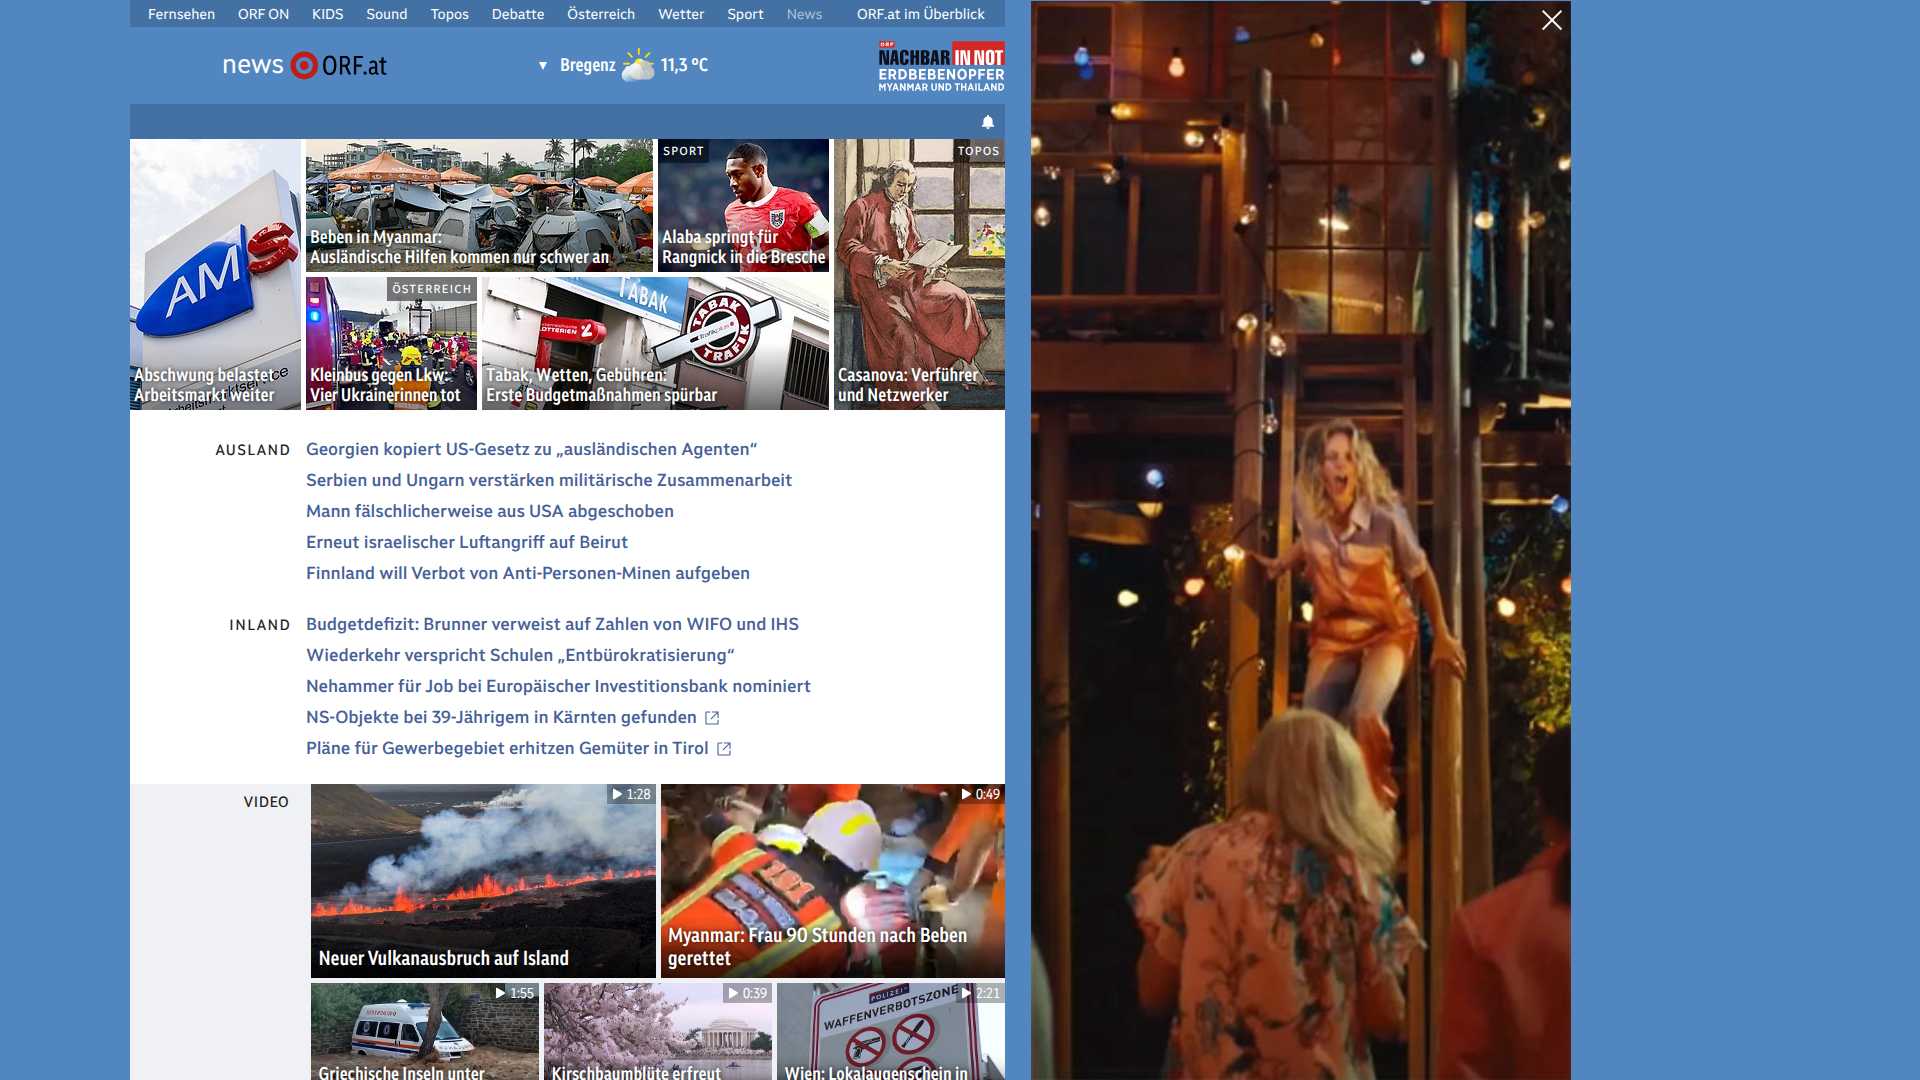 Fernsehen ORF ON KIDS Sound Topos Debatte Österreich Wetter Sport News ORF.at im Überblick
news ORF.at
Bregenz 11,3 °C
ORF
NACHBAR IN NOT
ERDBEBENOPFER
MYANMAR UND THAILAND
AMS
Abschwung belastet
Arbeitsmarkt weiter
Beben in Myanmar:
Ausländische Hilfen kommen nur schwer an
SPORT
Alaba springt für
Rangnick in die Bresche
TOPOS
Casanova: Verführer
und Netzwerker
ÖSTERREICH
Kleinbus gegen Lkw:
Vier Ukrainerinnen tot
TABAK
LOTTERIEN
TABAK
TRAFIK
Tabak, Wetten, Gebühren:
Erste Budgetmaßnahmen spürbar
AUSLAND
Georgien kopiert US-Gesetz zu „ausländischen Agenten“
Serbien und Ungarn verstärken militärische Zusammenarbeit
Mann fälschlicherweise aus USA abgeschoben
Erneut israelischer Luftangriff auf Beirut
Finnland will Verbot von Anti-Personen-Minen aufgeben
INLAND
Budgetdefizit: Brunner verweist auf Zahlen von WIFO und IHS
Wiederkehr verspricht Schulen „Entbürokratisierung“
Nehammer für Job bei Europäischer Investitionsbank nominiert
NS-Objekte bei 39-Jährigem in Kärnten gefunden
Pläne für Gewerbegebiet erhitzen Gemüter in Tirol
VIDEO
1:28
Neuer Vulkanausbruch auf Island
0:49
Myanmar: Frau 90 Stunden nach Beben
gerettet
1:55
Griechische Inseln unter
0:39
Kirschbaumblüte erfreut
2:21
POLIZEI
WAFFENVERBOTSZONE
Wien: Lokalaugenschein in